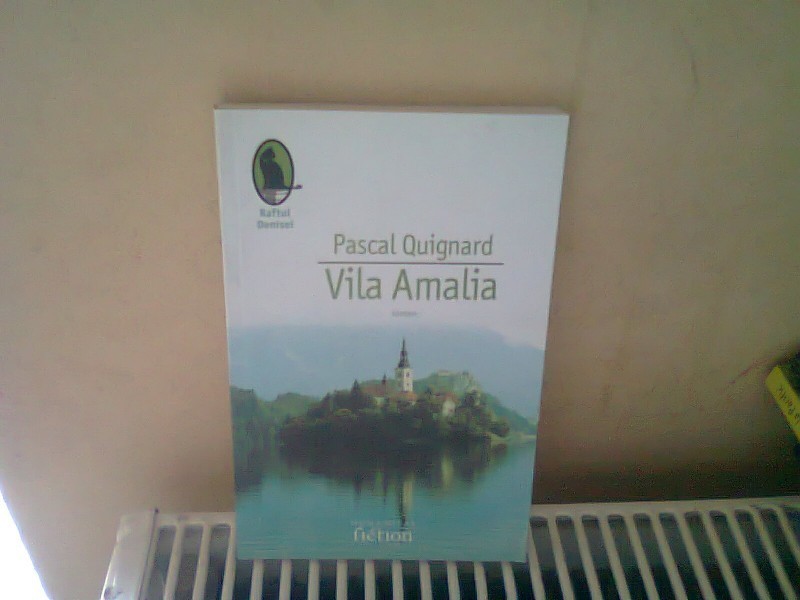 Raftul
Denisei
Pascal Quignard
Vila Amalia
fiction